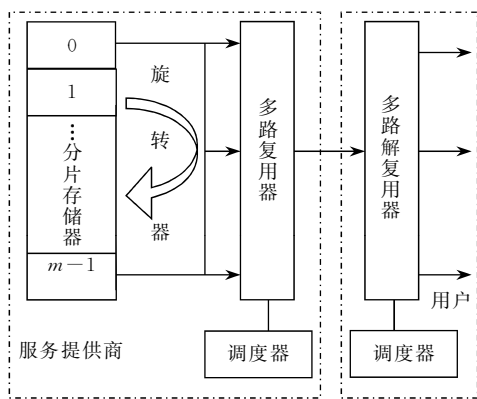 0
1
…分片存储器
m－1
旋转器
多路复用器
调度器
服务提供商
多路解复用器
用户
调度器